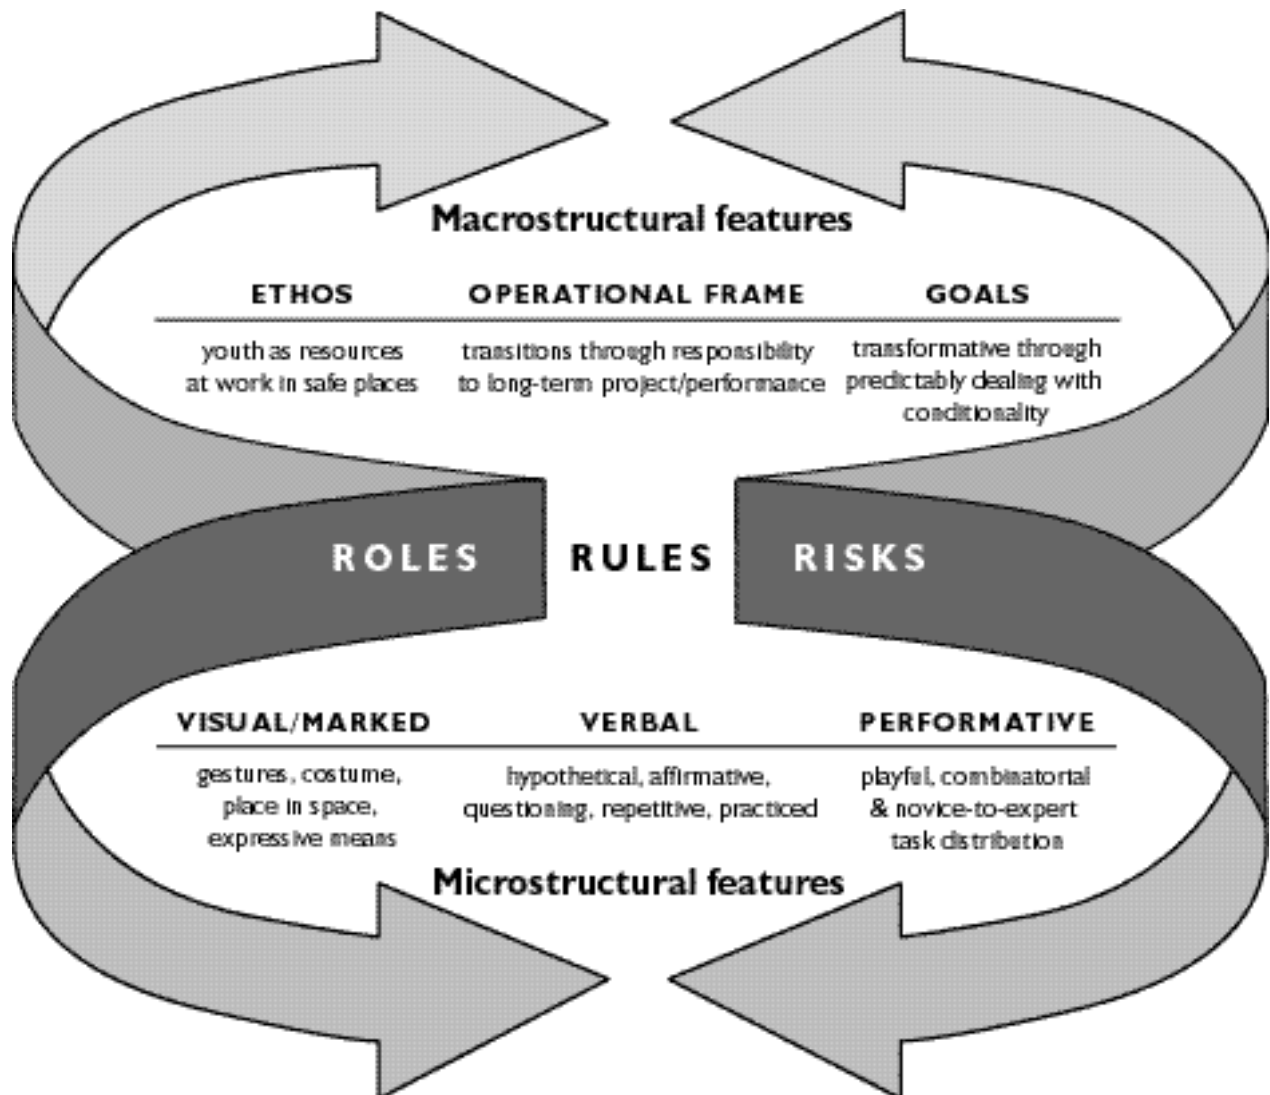 Macrostructural features
ETHOS OPERATIONAL FRAME GOALS
youth as resources transitions through responsibility transformative through
at work in safe places to long-term project/performance predictably dealing with
conditionality
ROLES RULES RISKS
VISUAL/MARKED VERBAL PERFORMATIVE
gestures, costume, hypothetical, affirmative, playful, combinatorial
place in space, questioning, repetitive, practiced & novice-to-expert
expressive means task distribution
Microstructural features